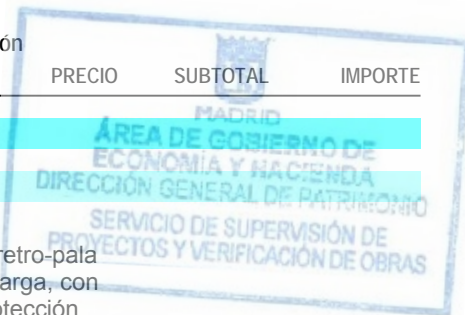 ón
PRECIO SUBTOTAL IMPORTE
MADRID
ÁREA DE GOBIERNO DE
ECONOMÍA Y HACIENDA
DIRECCIÓN GENERAL DE PATRIMONIO
SERVICIO DE SUPERVISIÓN DE
PROYECTOS Y VERIFICACIÓN DE OBRAS
retro-pala
arga, con
otección